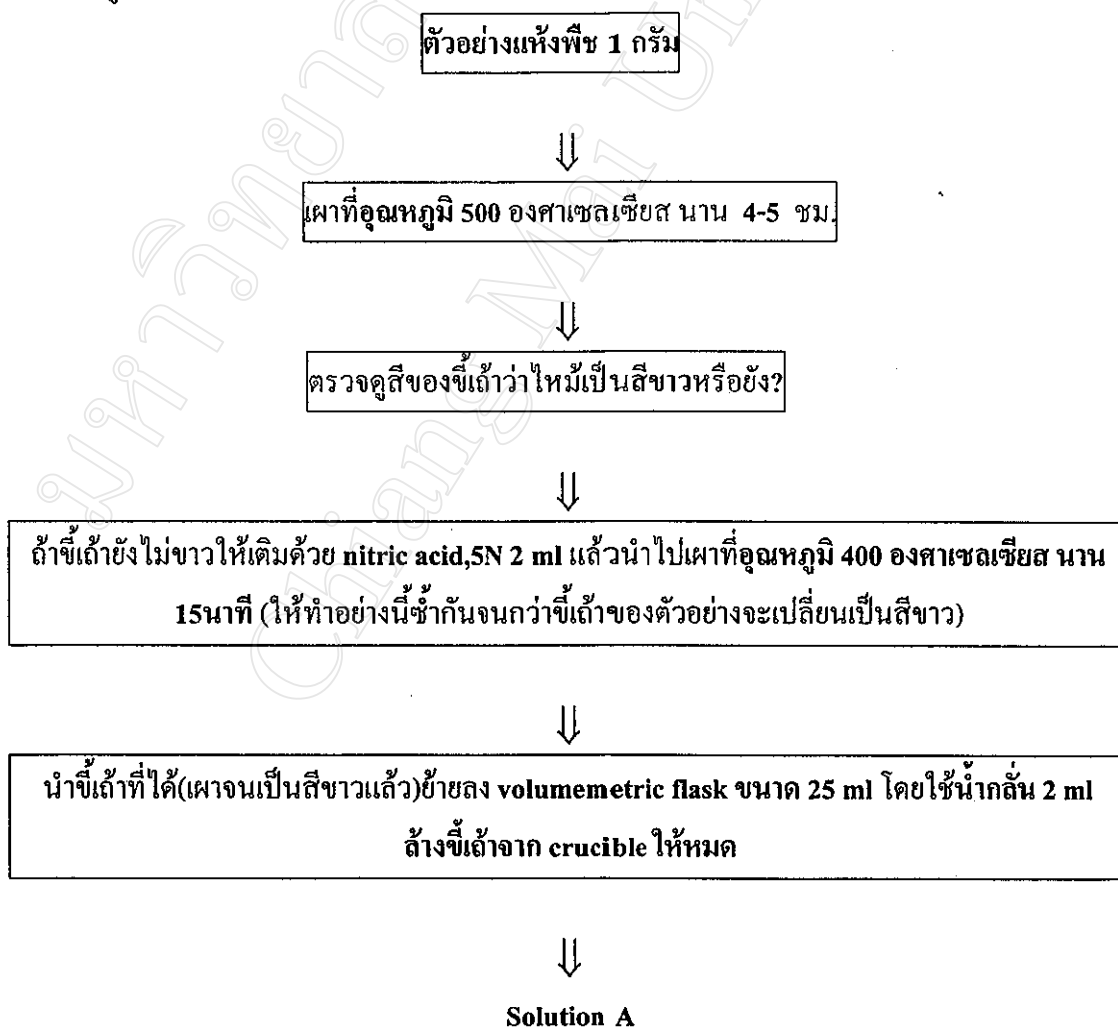 ตัวอย่างแห้งพืช 1 กรัม
เผาที่อุณหภูมิ 500 องศาเซลเซียส นาน 4-5 ชม.
ตรวจดูสีของขี้เถ้าว่าไหม้เป็นสีขาวหรือยัง?
ถ้าขี้เถ้ายังไม่ขาวให้เติมด้วย nitric acid,5N 2 ml แล้วนำไปเผาที่อุณหภูมิ 400 องศาเซลเซียส นาน
15นาที (ให้ทำอย่างนี้ซ้ำกันจนกว่าขี้เถ้าของตัวอย่างจะเปลี่ยนเป็นสีขาว)
นำขี้เถ้าที่ได้(เผาจนเป็นสีขาวแล้ว)ย้ายลง volumemetric flask ขนาด 25 ml โดยใช้น้ำกลั่น 2 ml
ล้างขี้เถ้าจาก crucible ให้หมด
Solution A
มหาวิทยาล
Chiang Mai Un